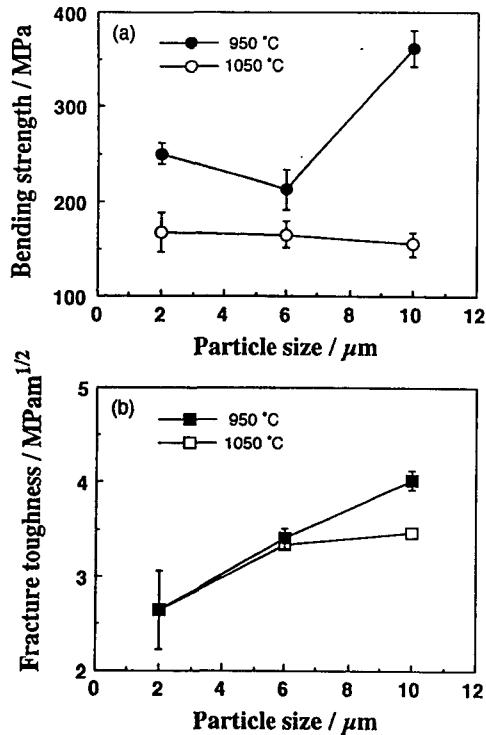 (a)
950 °C
1050 °C
400
300
200
100
Bending strength / MPa
0 2 4 6 8 10 12
Particle size / μm
(b)
950 °C
1050 °C
5
4
3
2
Fracture toughness / MPam1/2
0 2 4 6 8 10 12
Particle size / μm